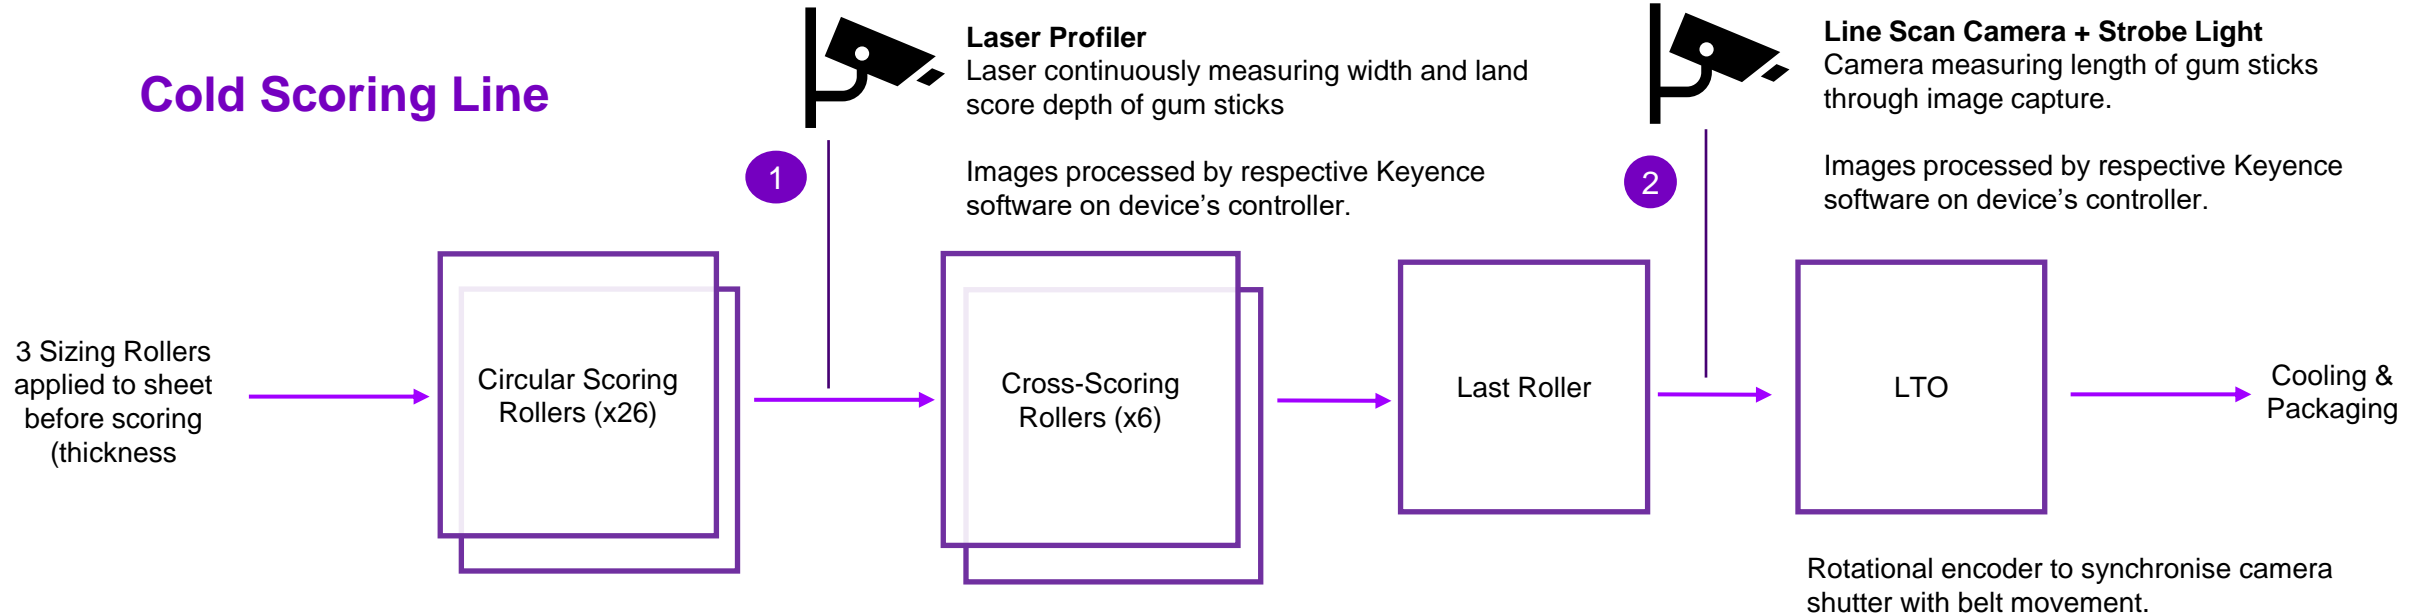 Cold Scoring Line
Laser Profiler
Laser continuously measuring width and land
score depth of gum sticks
Images processed by respective Keyence
software on device’s controller.
1
Line Scan Camera + Strobe Light
Camera measuring length of gum sticks
through image capture.
Images processed by respective Keyence
software on device’s controller.
2
3 Sizing Rollers
applied to sheet
before scoring
(thickness
Circular Scoring
Rollers (x26)
Cross-Scoring
Rollers (x6)
Last Roller
LTO
Cooling &
Packaging
Rotational encoder to synchronise camera
shutter with belt movement.